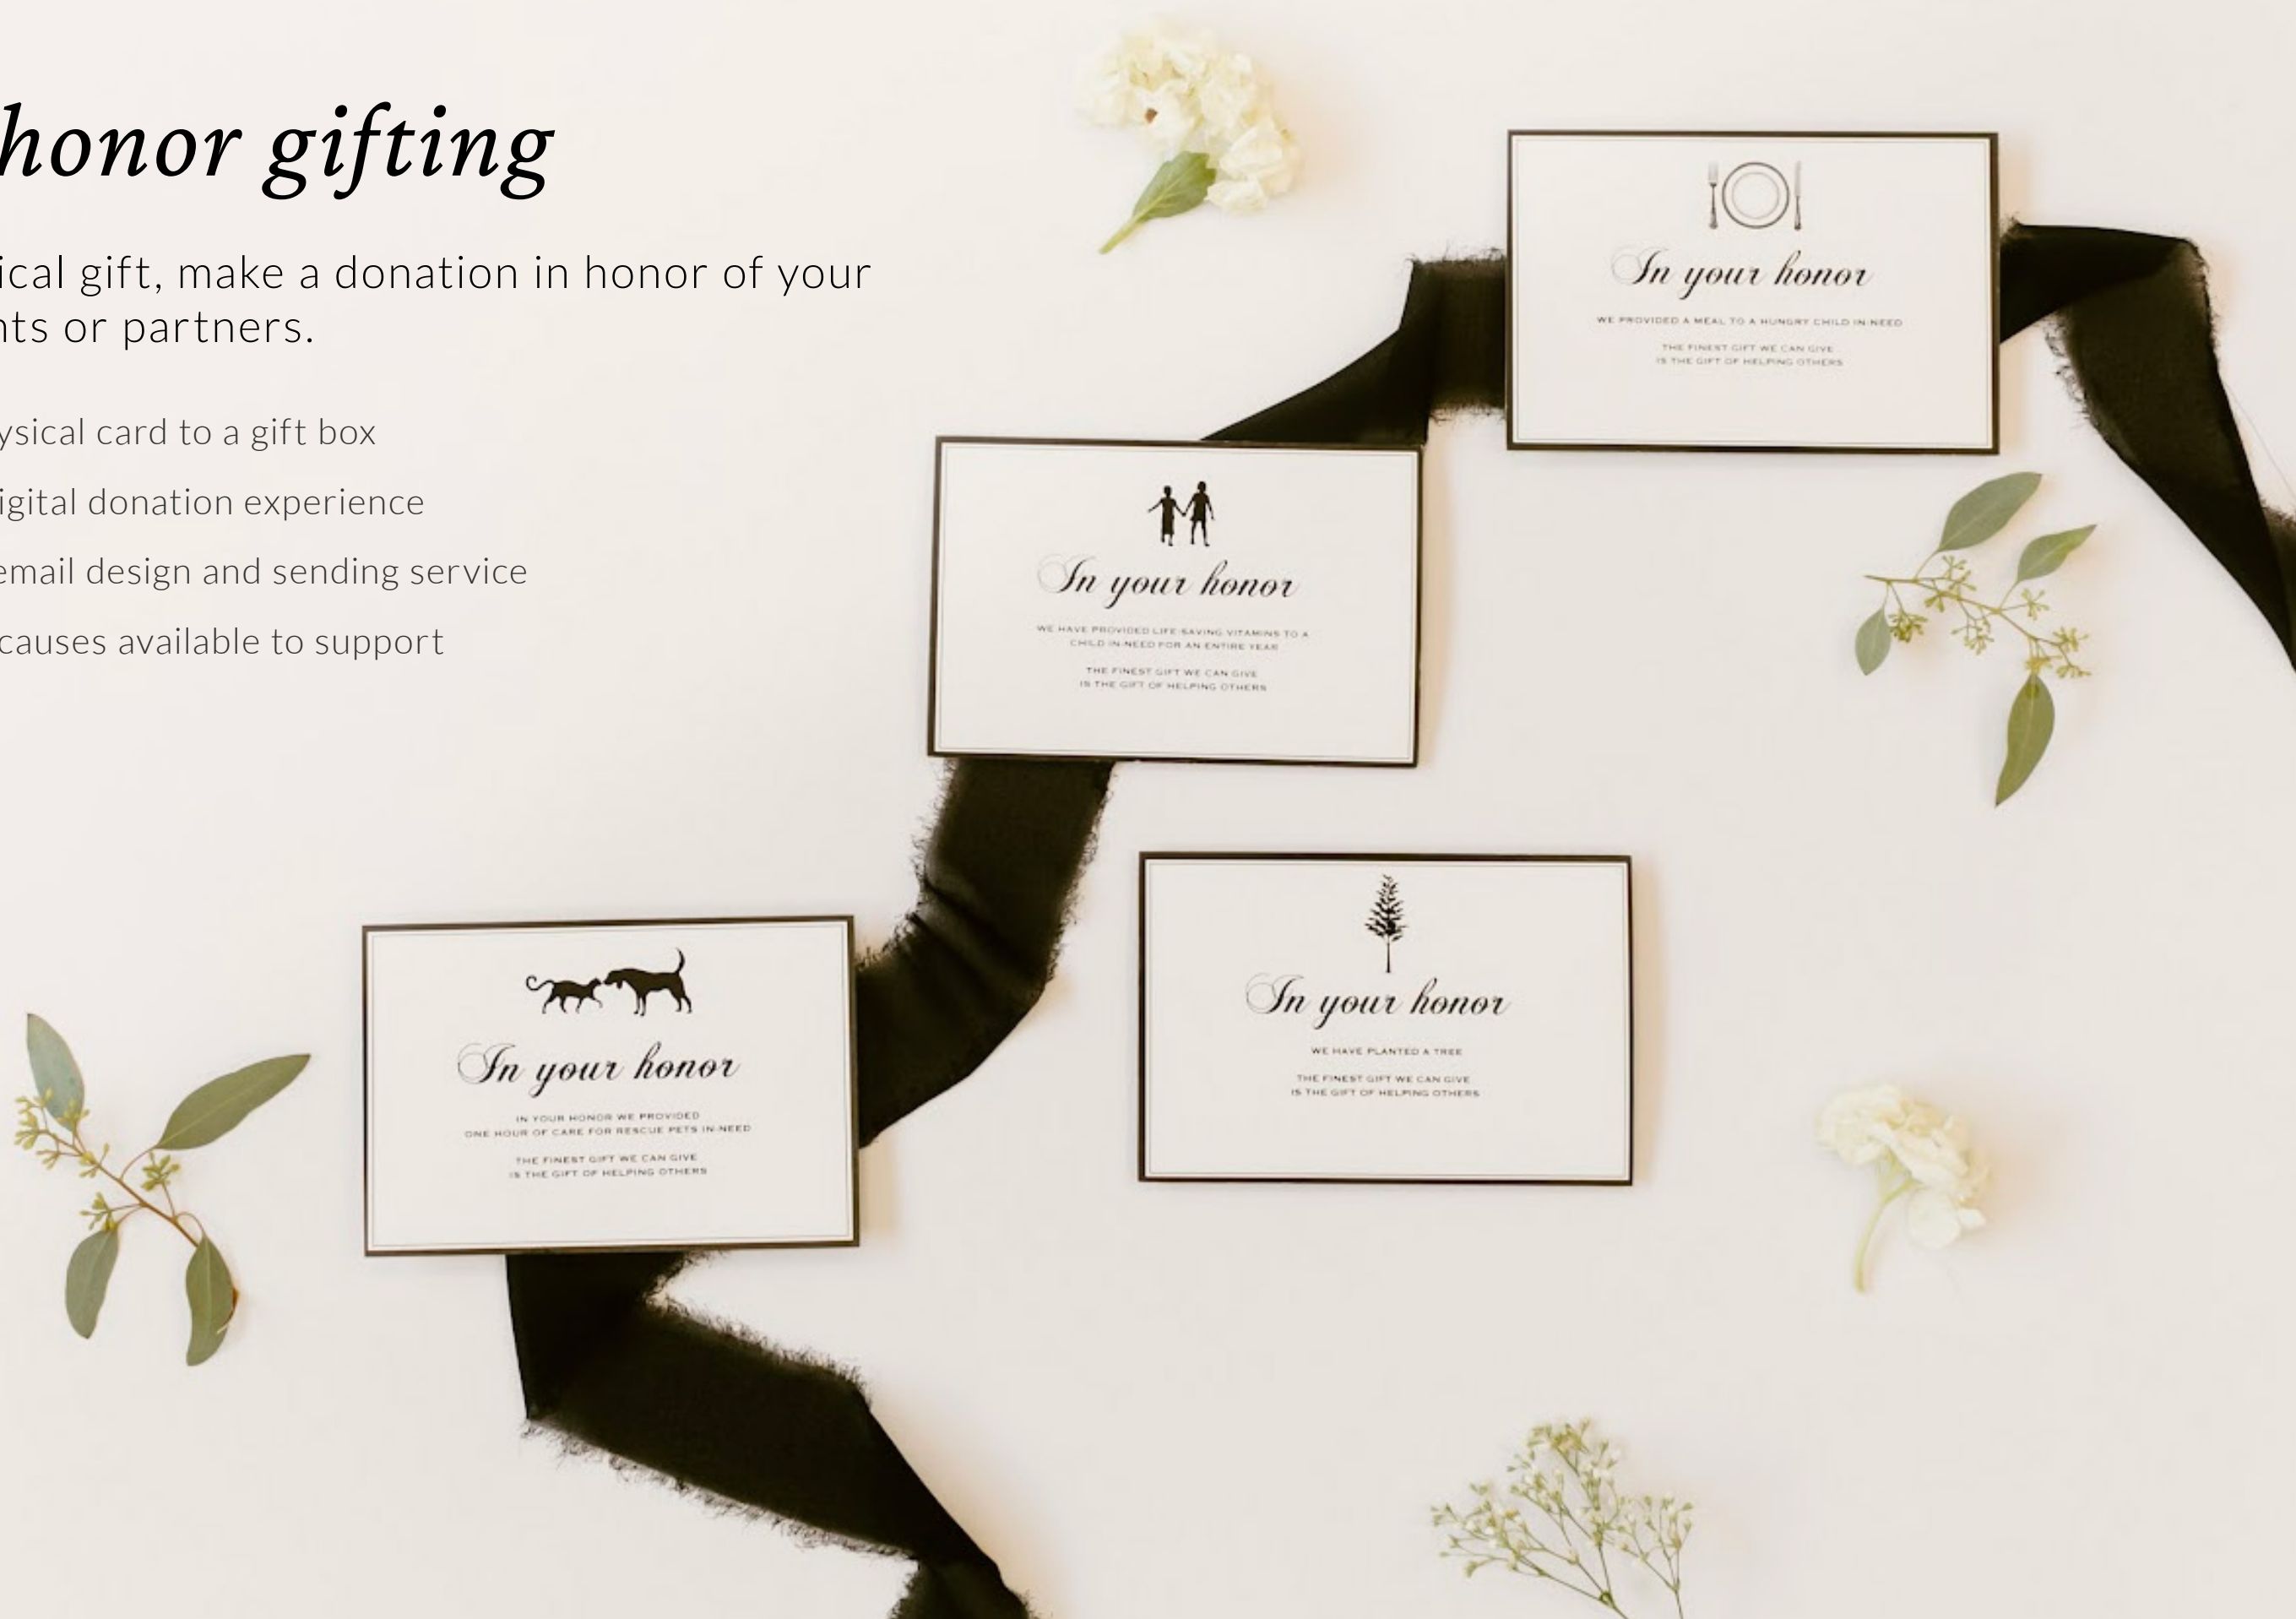 honor gifting
ical gift, make a donation in honor of your
nts or partners.
ysical card to a gift box
igital donation experience
email design and sending service
causes available to support
In your honor
WE PROVIDED A MEAL TO A HUNGRY CHILD IN-NEED
THE FINEST GIFT WE CAN GIVE
IS THE GIFT OF HELPING OTHERS
In your honor
WE HAVE PROVIDED LIFE-SAVING VITAMINS TO A
CHILD IN-NEED FOR AN ENTIRE YEAR
THE FINEST GIFT WE CAN GIVE
IS THE GIFT OF HELPING OTHERS
In your honor
WE HAVE PLANTED A TREE
THE FINEST GIFT WE CAN GIVE
IS THE GIFT OF HELPING OTHERS
In your honor
IN YOUR HONOR WE PROVIDED
ONE HOUR OF CARE FOR RESCUE PETS IN-NEED
THE FINEST GIFT WE CAN GIVE
IS THE GIFT OF HELPING OTHERS